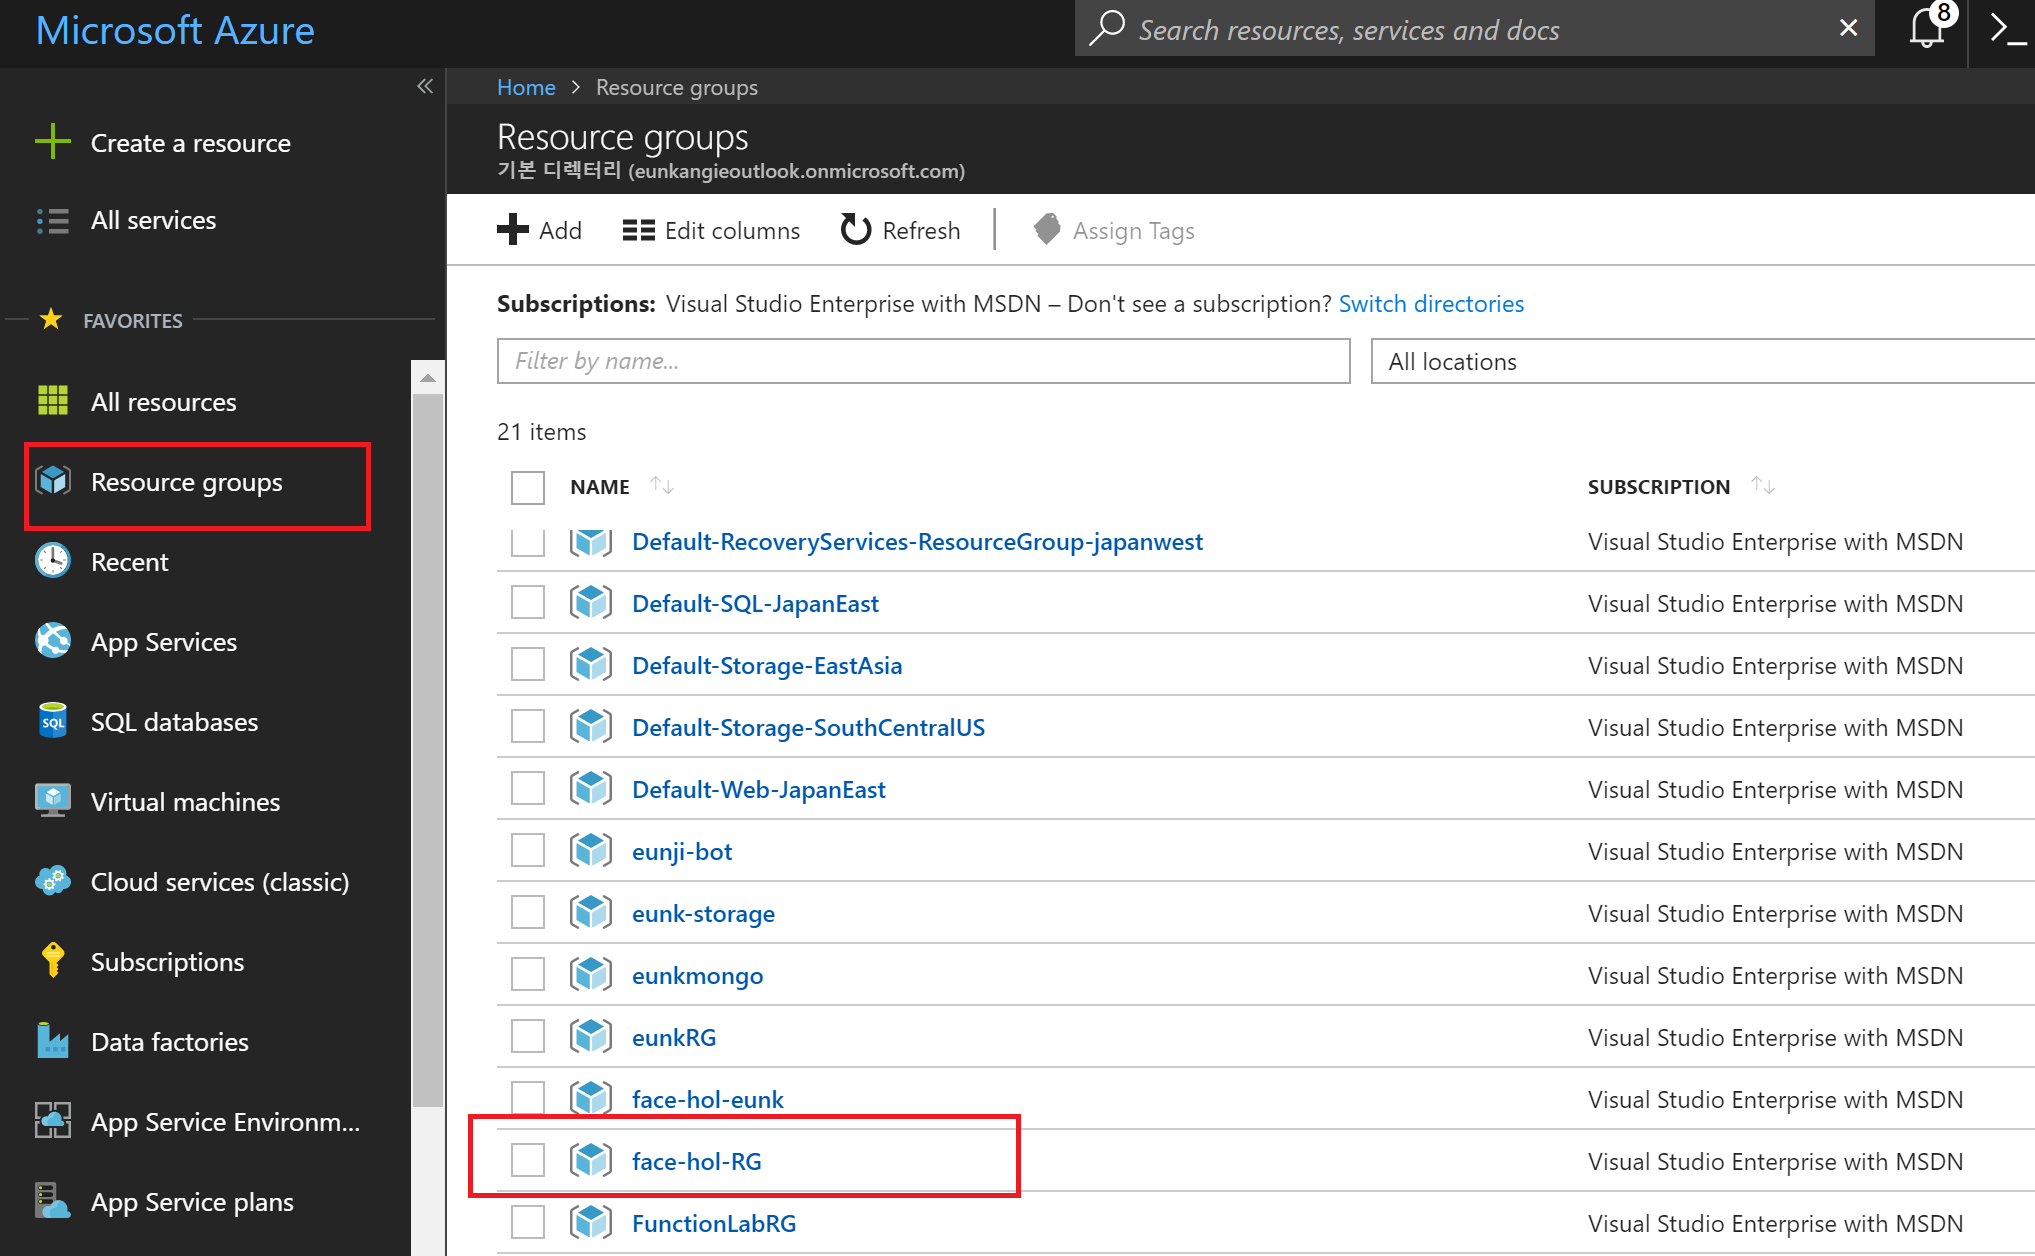 Microsoft Azure
Search resources, services and docs
8
Create a resource
All services
FAVORITES
All resources
Resource groups
Recent
App Services
SQL
SQL databases
Virtual machines
Cloud services (classic)
Subscriptions
Data factories
App Service Environm...
App Service plans
Home > Resource groups
Resource groups
기본 디렉터리 (eunkangieoutlook.onmicrosoft.com)
Add Edit columns Refresh Assign Tags
Subscriptions: Visual Studio Enterprise with MSDN – Don't see a subscription? Switch directories
Filter by name... All locations
21 items
NAME SUBSCRIPTION
Default-RecoveryServices-ResourceGroup-japanwest Visual Studio Enterprise with MSDN
Default-SQL-JapanEast Visual Studio Enterprise with MSDN
Default-Storage-EastAsia Visual Studio Enterprise with MSDN
Default-Storage-SouthCentralUS Visual Studio Enterprise with MSDN
Default-Web-JapanEast Visual Studio Enterprise with MSDN
eunji-bot Visual Studio Enterprise with MSDN
eunk-storage Visual Studio Enterprise with MSDN
eunkmongo Visual Studio Enterprise with MSDN
eunkRG Visual Studio Enterprise with MSDN
face-hol-eunk Visual Studio Enterprise with MSDN
face-hol-RG Visual Studio Enterprise with MSDN
FunctionLabRG Visual Studio Enterprise with MSDN